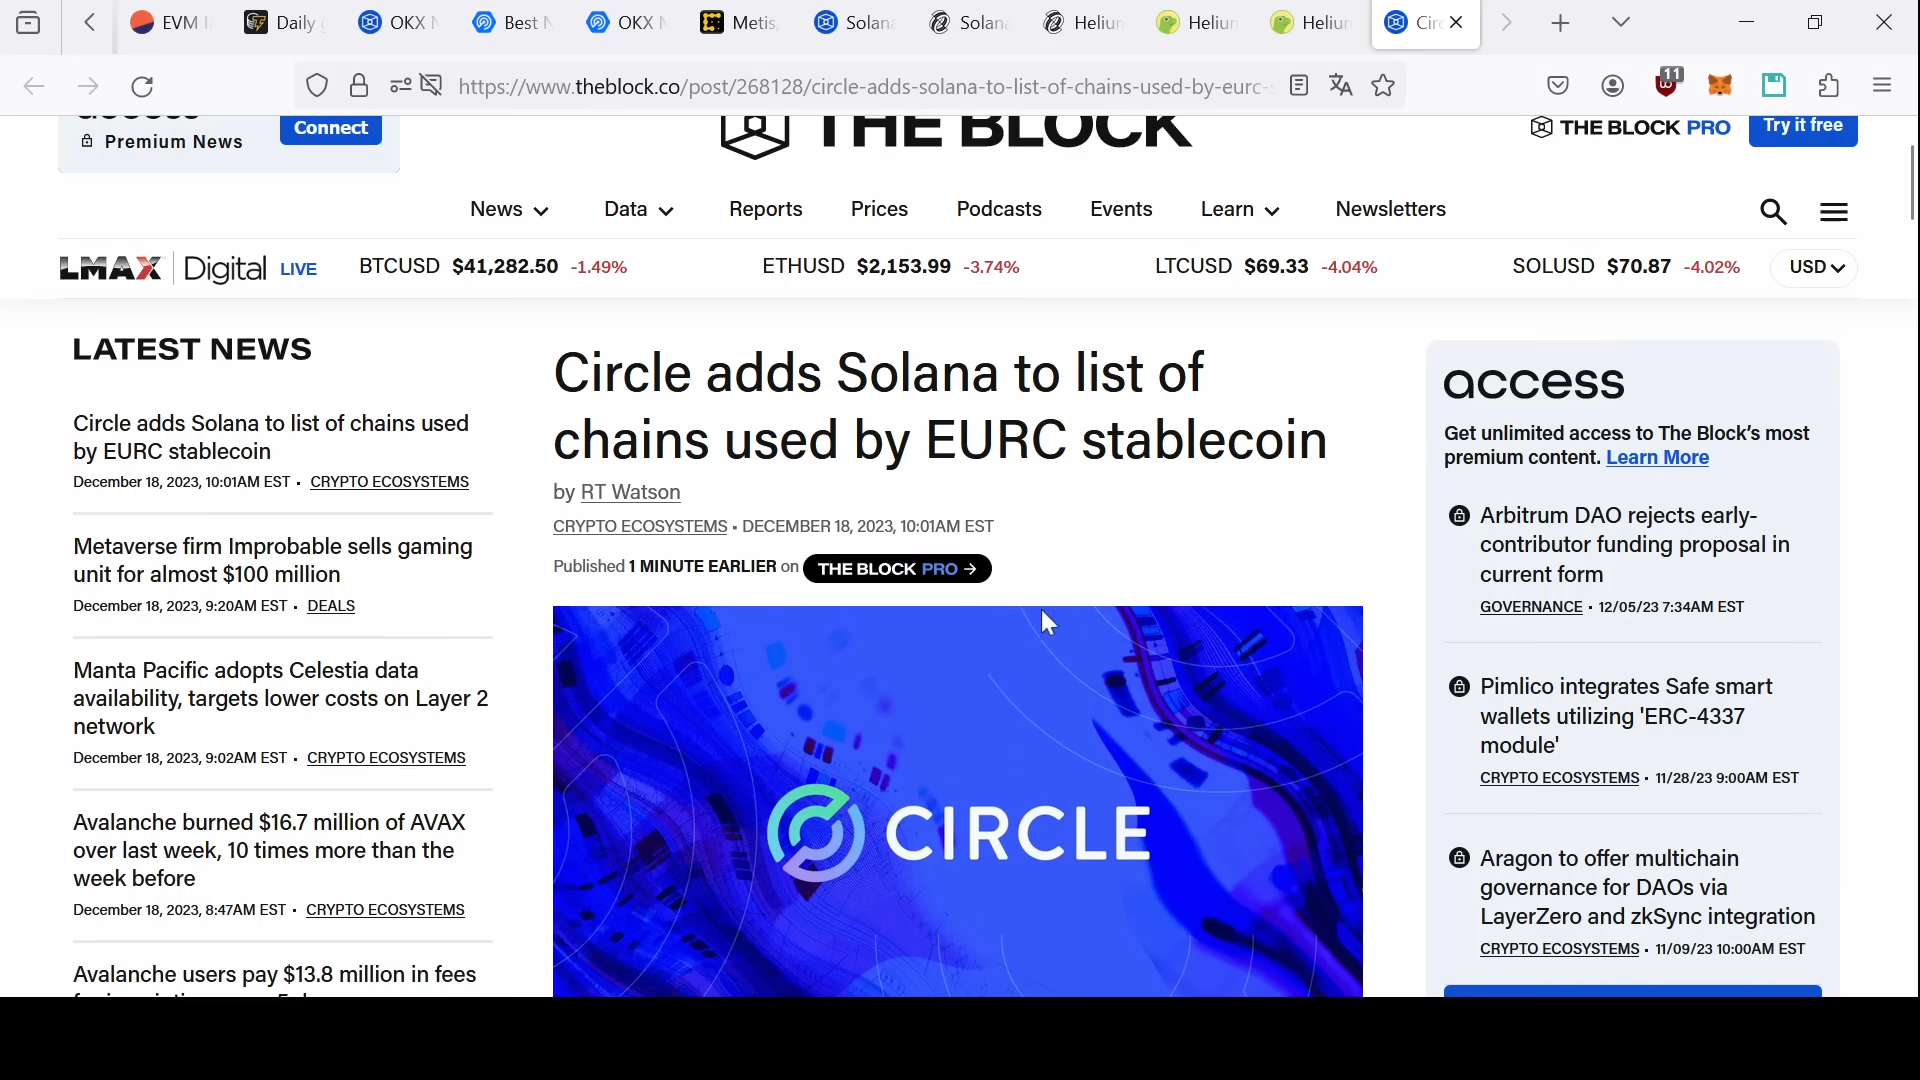 EVM
Daily
OKX
Best
OKX
Metis,
Solan
Solan
Heliu
Heliu
Heliu
Cir
https://www.theblock.co/post/268128/circle-adds-solana-to-list-of-chains-used-by-eurc-
11
Premium News
Connect
THE BLOCK
THE BLOCK PRO
Try it free
News
Data
Reports
Prices
Podcasts
Events
Learn
Newsletters
LMAX Digital LIVE
BTCUSD $41,282.50 -1.49%
ETHUSD $2,153.99 -3.74%
LTCUSD $69.33 -4.04%
SOLUSD $70.87 -4.02%
USD
LATEST NEWS
Circle adds Solana to list of chains used
by EURC stablecoin
December 18, 2023, 10:01AM EST • CRYPTO ECOSYSTEMS
Metaverse firm Improbable sells gaming
unit for almost $100 million
December 18, 2023, 9:20AM EST • DEALS
Manta Pacific adopts Celestia data
availability, targets lower costs on Layer 2
network
December 18, 2023, 9:02AM EST • CRYPTO ECOSYSTEMS
Avalanche burned $16.7 million of AVAX
over last week, 10 times more than the
week before
December 18, 2023, 8:47AM EST • CRYPTO ECOSYSTEMS
Avalanche users pay $13.8 million in fees
Circle adds Solana to list of
chains used by EURC stablecoin
by RT Watson
CRYPTO ECOSYSTEMS • DECEMBER 18, 2023, 10:01AM EST
Published 1 MINUTE EARLIER on THE BLOCK PRO →
CIRCLE
access
Get unlimited access to The Block’s most
premium content. Learn More
Arbitrum DAO rejects early-
contributor funding proposal in
current form
GOVERNANCE • 12/05/23 7:34AM EST
Pimlico integrates Safe smart
wallets utilizing 'ERC-4337
module'
CRYPTO ECOSYSTEMS • 11/28/23 9:00AM EST
Aragon to offer multichain
governance for DAOs via
LayerZero and zkSync integration
CRYPTO ECOSYSTEMS • 11/09/23 10:00AM EST